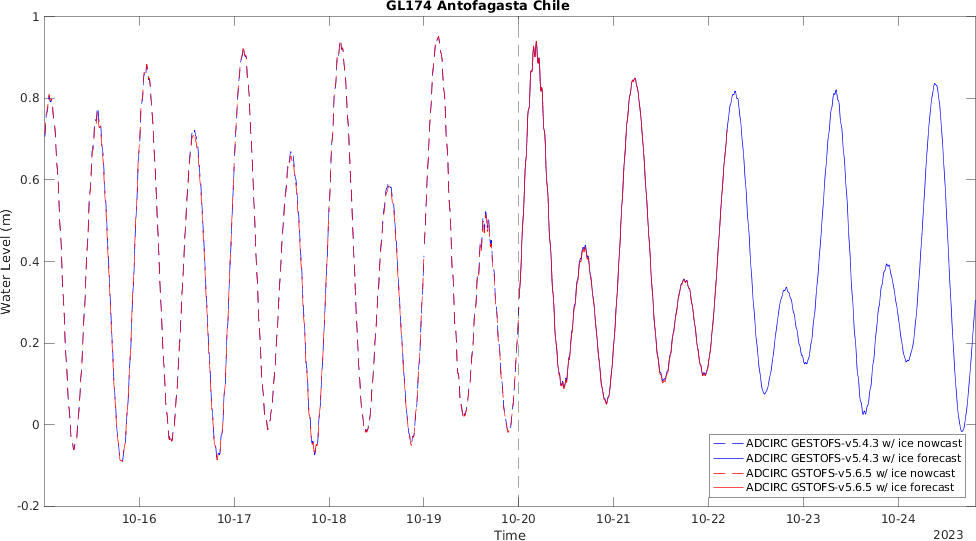 GL174 Antofagasta Chile
Water Level (m)
1
0.8
0.6
0.4
0.2
0
-0.2
10-16 10-17 10-18 10-19 10-20 10-21 10-22 10-23 10-24
Time
2023
ADCIRC GESTOFS-v5.4.3 w/ ice nowcast
ADCIRC GESTOFS-v5.4.3 w/ ice forecast
ADCIRC GSTOFS-v5.6.5 w/ ice nowcast
ADCIRC GSTOFS-v5.6.5 w/ ice forecast